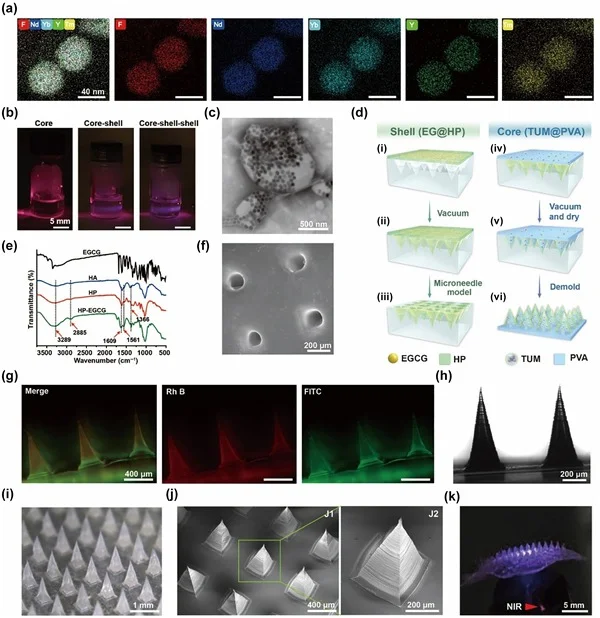 (a)
F Nd Yb Y Tm
F
Nd
Yb
Y
Tm
40 nm
(b)
Core
Core-shell
Core-shell-shell
5 mm
(c)
500 nm
(d)
Shell (EG@HP)
Core (TUM@PVA)
(i)
(iv)
Vacuum
Vacuum
and dry
(ii)
(v)
Microneedle
model
Demold
(iii)
(vi)
EGCG
HP
TUM
PVA
(e)
Transmittance (%)
EGCG
HA
HP
HP-EGCG
1366
2885
3289
1609
1561
3500 3000 2500 2000 1500 1000 500
Wavenumber (cm⁻¹)
(f)
200 µm
(g)
Merge
Rh B
FITC
400 µm
(h)
200 µm
(i)
1 mm
(j)
J1
J2
400 µm
200 µm
(k)
NIR
5 mm